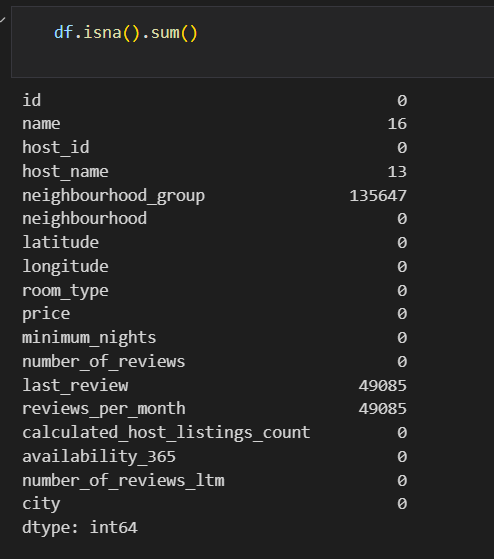 df.isna().sum()
id 0
name 16
host_id 0
host_name 13
neighbourhood_group 135647
neighbourhood 0
latitude 0
longitude 0
room_type 0
price 0
minimum_nights 0
number_of_reviews 0
last_review 49085
reviews_per_month 49085
calculated_host_listings_count 0
availability_365 0
number_of_reviews_ltm 0
city 0
dtype: int64